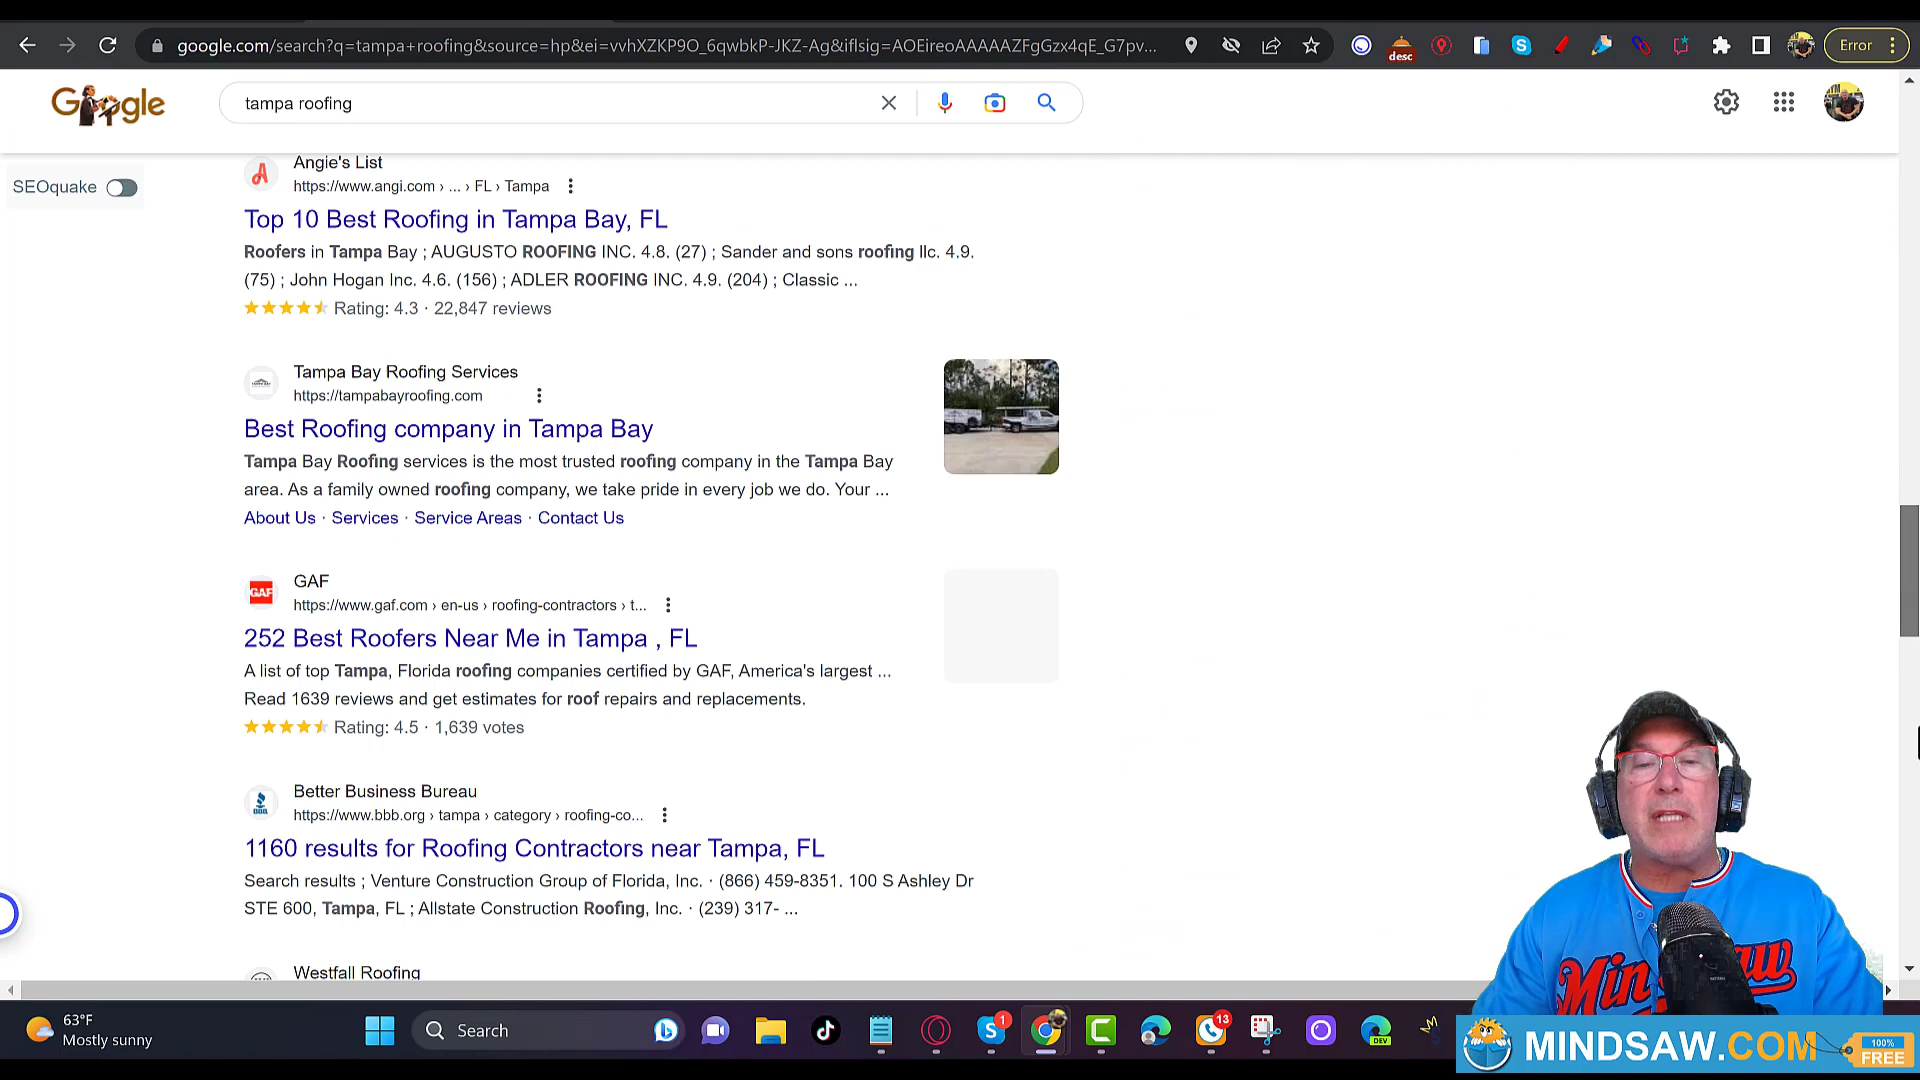 google.com/search?q=tampa+roofing&source=hp&ei=vvhXZKP9O_6qwbkP-JKZ-Ag&iflsig=AOEireoAAAAAZFgGzx4qE_G7pv...
desc
Error
Google
tampa roofing
SEOquake
Angie's List
https://www.angi.com › ... › FL › Tampa
Top 10 Best Roofing in Tampa Bay, FL
Roofers in Tampa Bay ; AUGUSTO ROOFING INC. 4.8. (27) ; Sander and sons roofing llc. 4.9.
(75) ; John Hogan Inc. 4.6. (156) ; ADLER ROOFING INC. 4.9. (204) ; Classic ...
Rating: 4.3 · 22,847 reviews
Tampa Bay Roofing Services
https://tampabayroofing.com
Best Roofing company in Tampa Bay
Tampa Bay Roofing services is the most trusted roofing company in the Tampa Bay
area. As a family owned roofing company, we take pride in every job we do. Your ...
About Us · Services · Service Areas · Contact Us
GAF
GAF
https://www.gaf.com › en-us › roofing-contractors › t...
252 Best Roofers Near Me in Tampa , FL
A list of top Tampa, Florida roofing companies certified by GAF, America's largest ...
Read 1639 reviews and get estimates for roof repairs and replacements.
Rating: 4.5 · 1,639 votes
Better Business Bureau
BBB
https://www.bbb.org › tampa › category › roofing-co...
1160 results for Roofing Contractors near Tampa, FL
Search results ; Venture Construction Group of Florida, Inc. · (866) 459-8351. 100 S Ashley Dr
STE 600, Tampa, FL ; Allstate Construction Roofing, Inc. · (239) 317- ...
Westfall Roofing
63°F
Mostly sunny
Search
1
13
DEV
MINDSAW.COM
100%
FREE